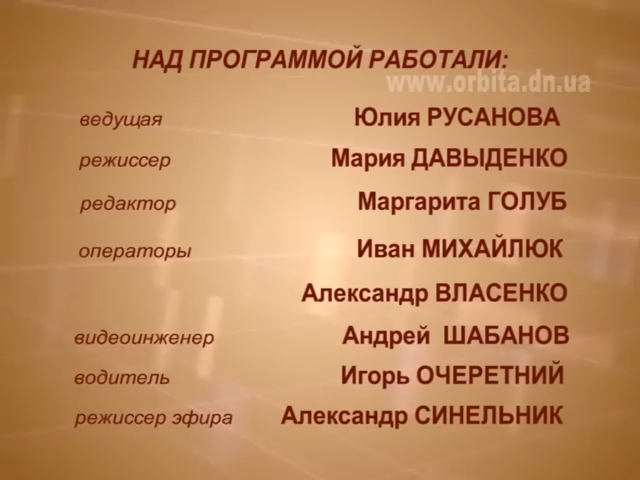 НАД ПРОГРАММОЙ РАБОТАЛИ:
www.orbita.dn.ua
ведущая Юлия РУСАНОВА
режиссер Мария ДАВЫДЕНКО
редактор Маргарита ГОЛУБ
операторы Иван МИХАЙЛЮК
Александр ВЛАСЕНКО
видеоинженер Андрей ШАБАНОВ
водитель Игорь ОЧЕРЕТНИЙ
режиссер эфира Александр СИНЕЛЬНИК